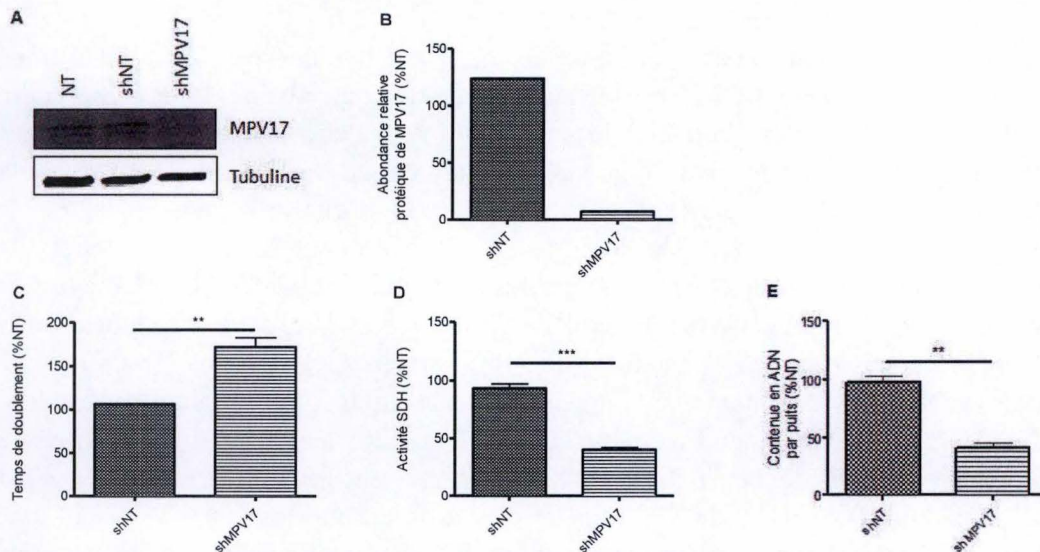 A
NT
shNT
shMPV17
MPV17
Tubuline
B
Abondance relative
protéique de MPV17 (%NT)
150
100
50
0
shNT
shMPV17
C
Temps de doublement (%NT)
200
150
100
50
0
**
shNT
shMPV17
D
Activité SDH (%NT)
150
100
50
0
***
shNT
shMPV17
E
Contenue en ADN
par puits (%NT)
150
100
50
0
**
shNT
shMPV17